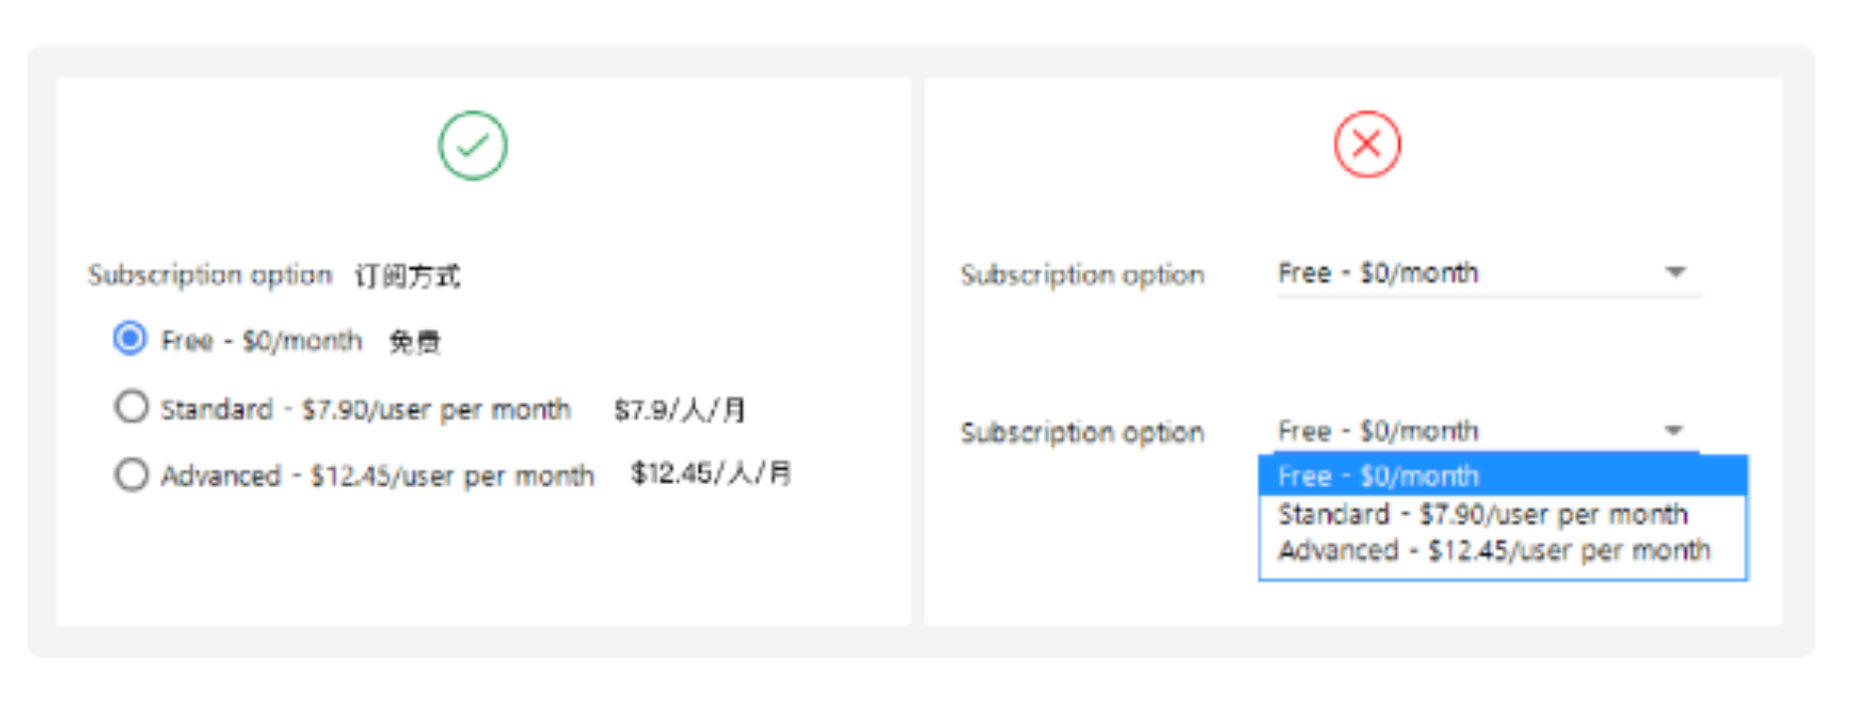 Subscription option 订阅方式
Free - $0/month 免费
Standard - $7.90/user per month $7.9/人/月
Advanced - $12.45/user per month $12.45/人/月
Subscription option Free - $0/month
Subscription option Free - $0/month
Free - $0/month
Standard - $7.90/user per month
Advanced - $12.45/user per month